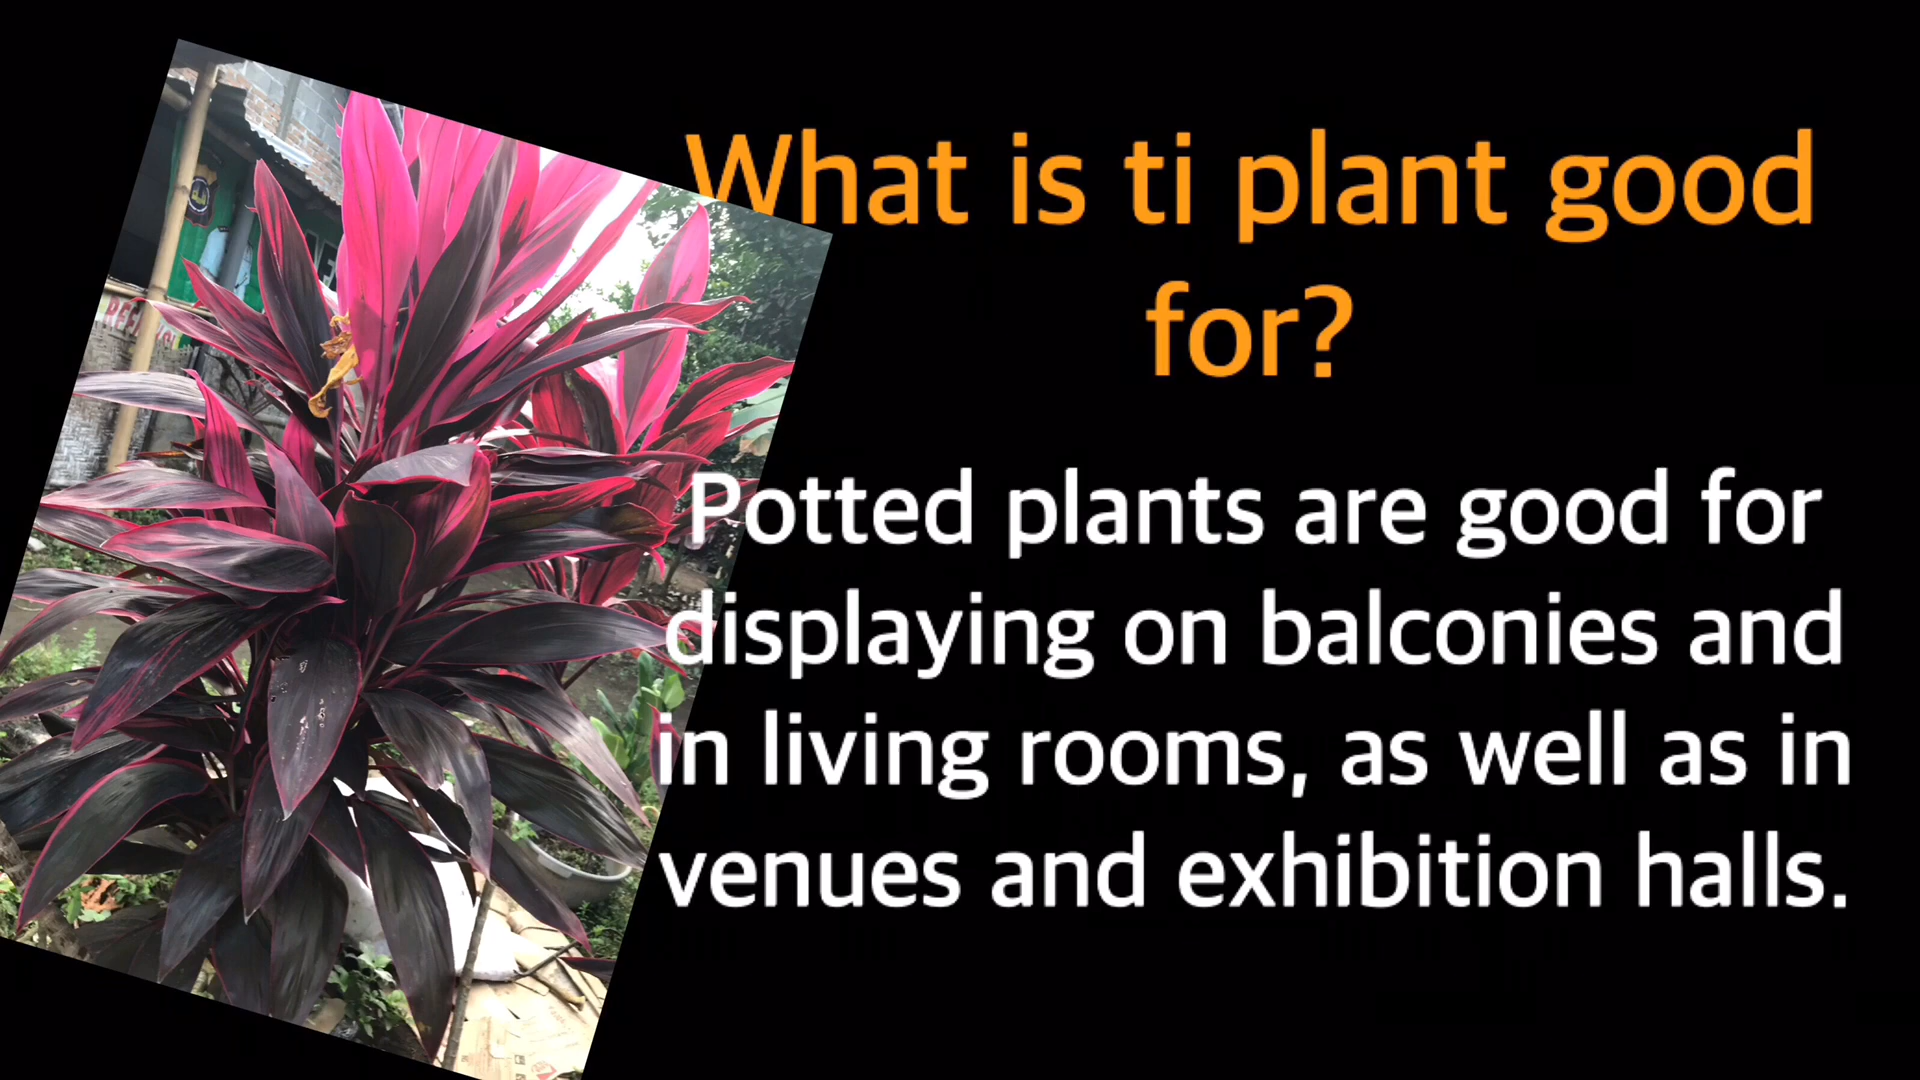 What is ti plant good
for?
Potted plants are good for
displaying on balconies and
in living rooms, as well as in
venues and exhibition halls.